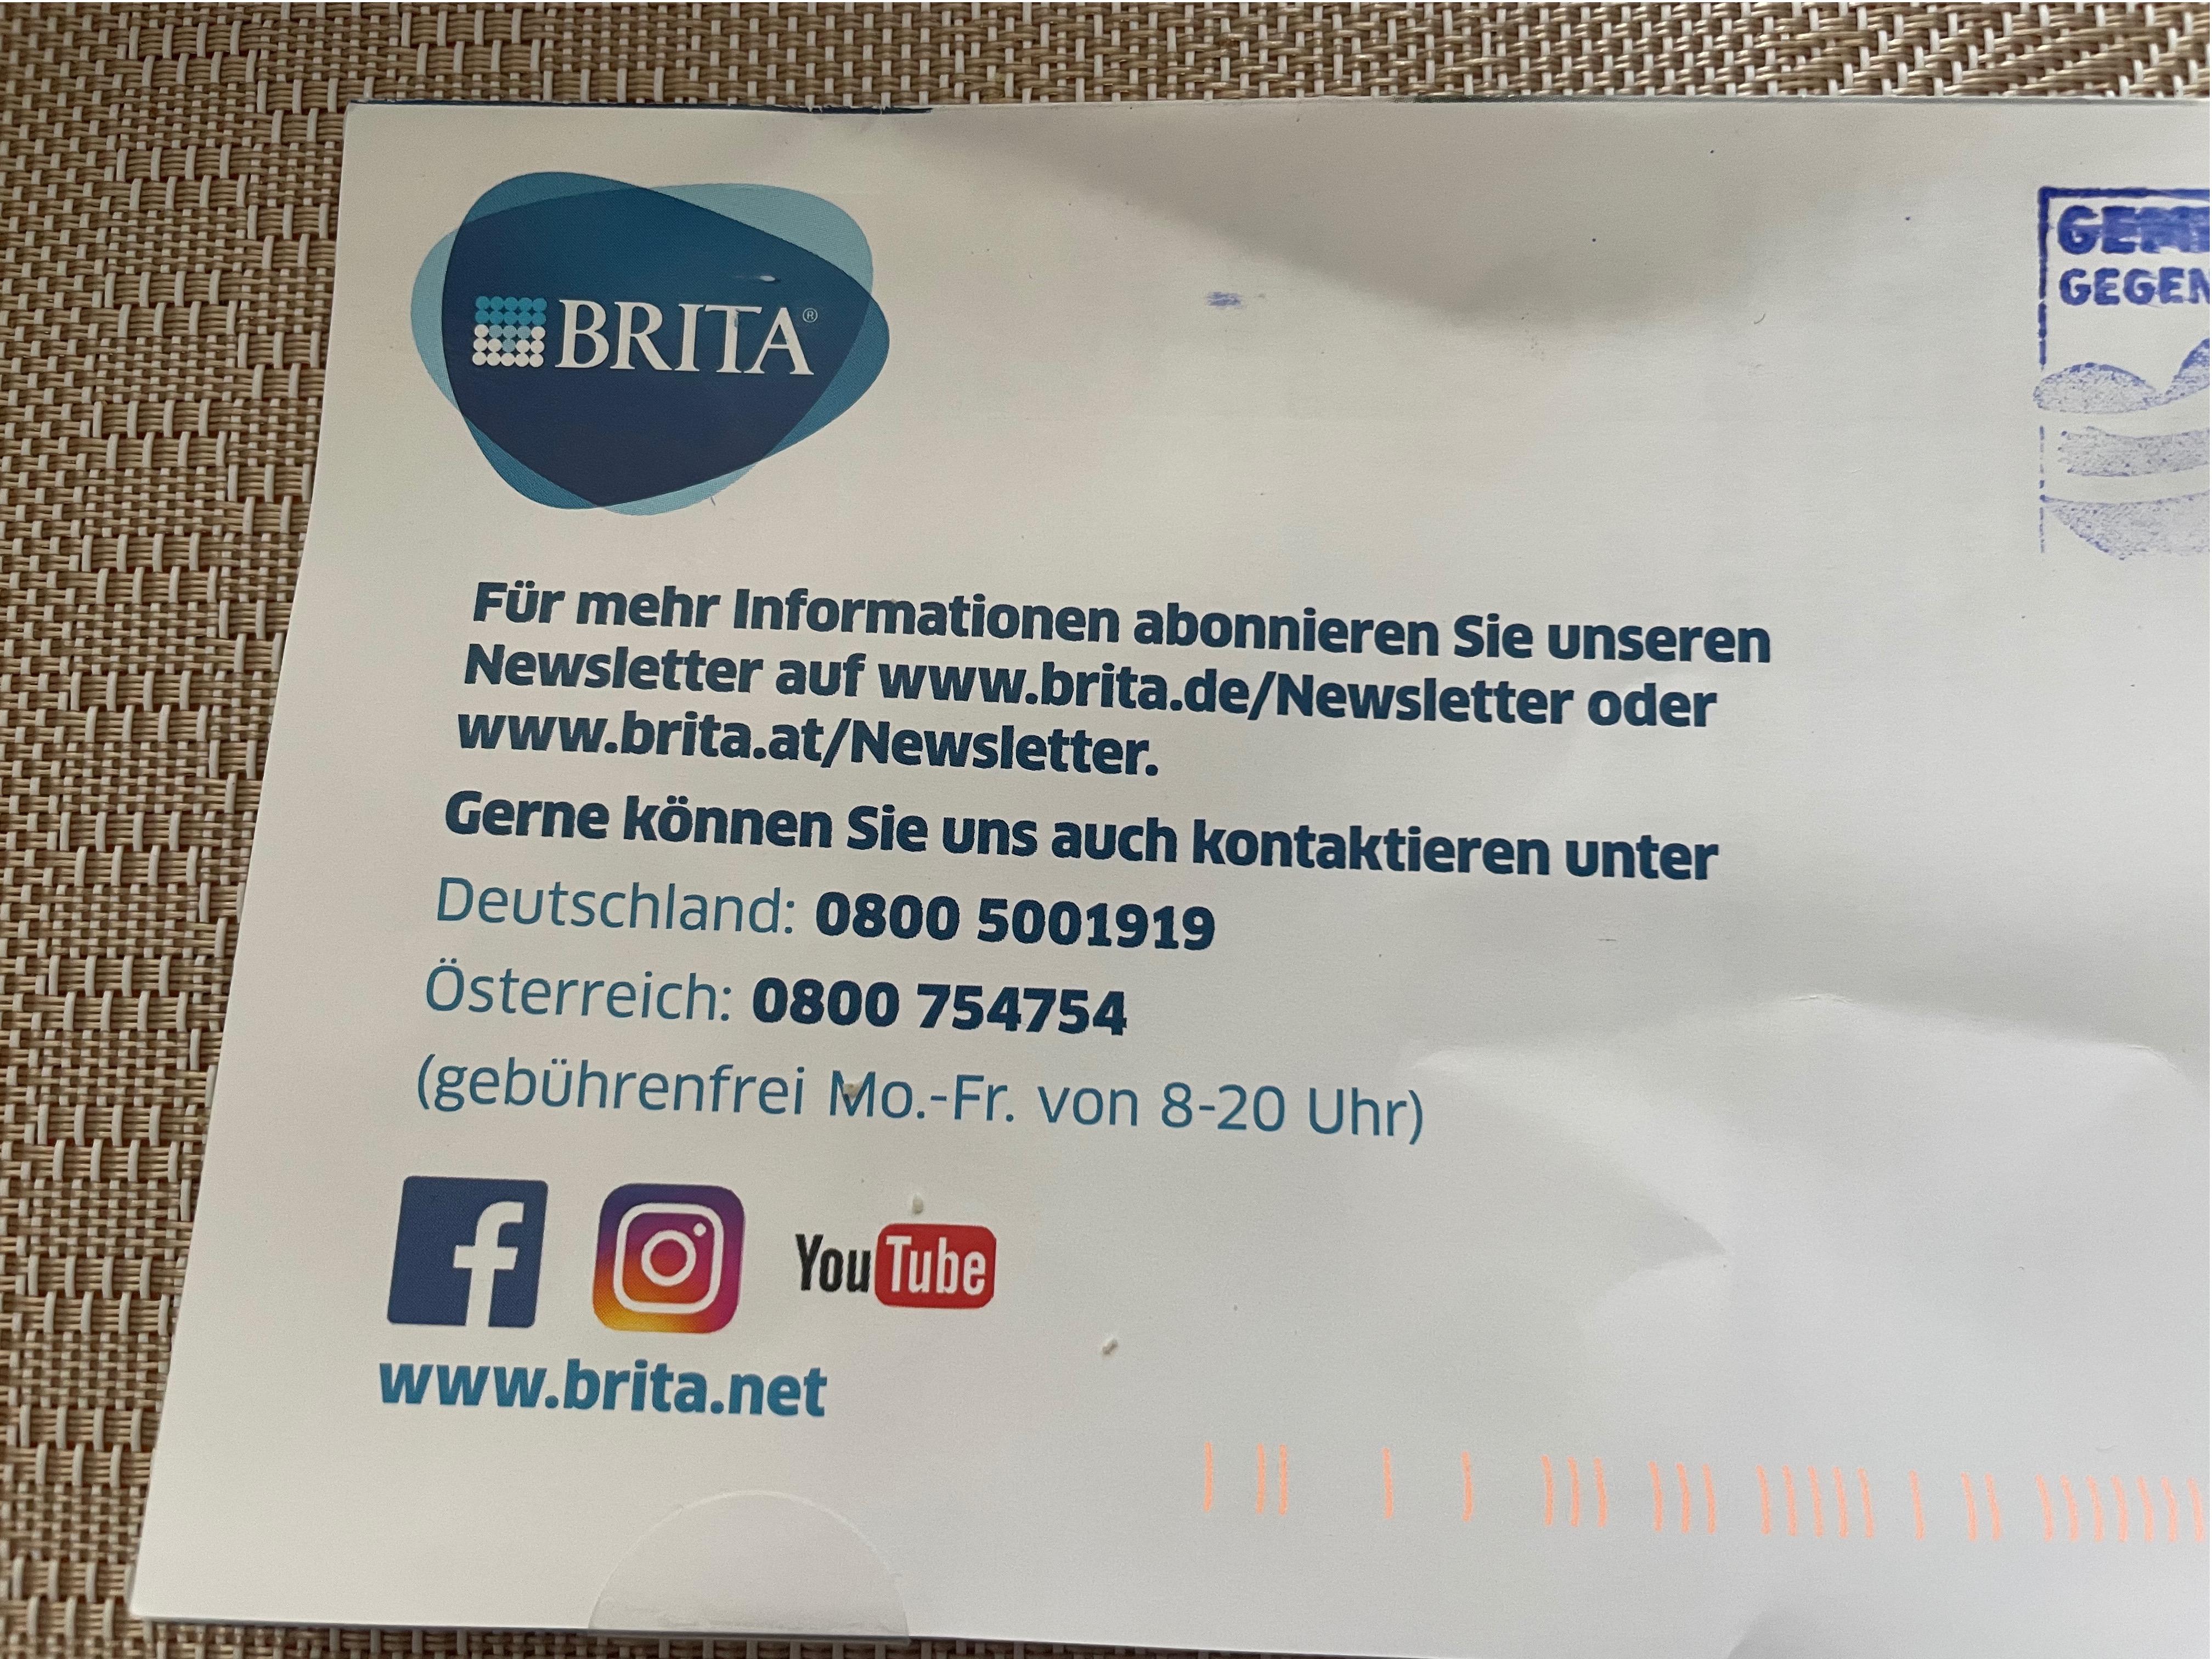 BRITA®
GEGEN
Für mehr Informationen abonnieren Sie unseren
Newsletter auf www.brita.de/Newsletter oder
www.brita.at/Newsletter.
Gerne können Sie uns auch kontaktieren unter
Deutschland: 0800 5001919
Österreich: 0800 754754
(gebührenfrei Mo.-Fr. von 8-20 Uhr)
f
YouTube
www.brita.net